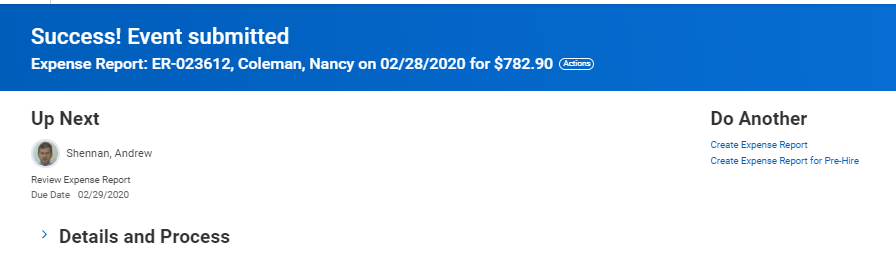 Success! Event submitted
Expense Report: ER-023612, Coleman, Nancy on 02/28/2020 for $782.90 Actions
Up Next
Shennan, Andrew
Review Expense Report
Due Date 02/29/2020
Details and Process
Do Another
Create Expense Report
Create Expense Report for Pre-Hire